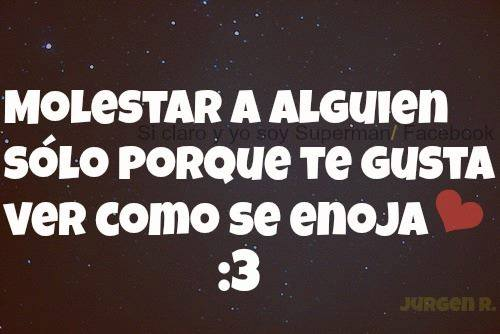 Molestar a alguien
Si claro y yo soy Superman/ Facebook
sólo porque te gusta
ver como se enoja
:3
Jurgen R.